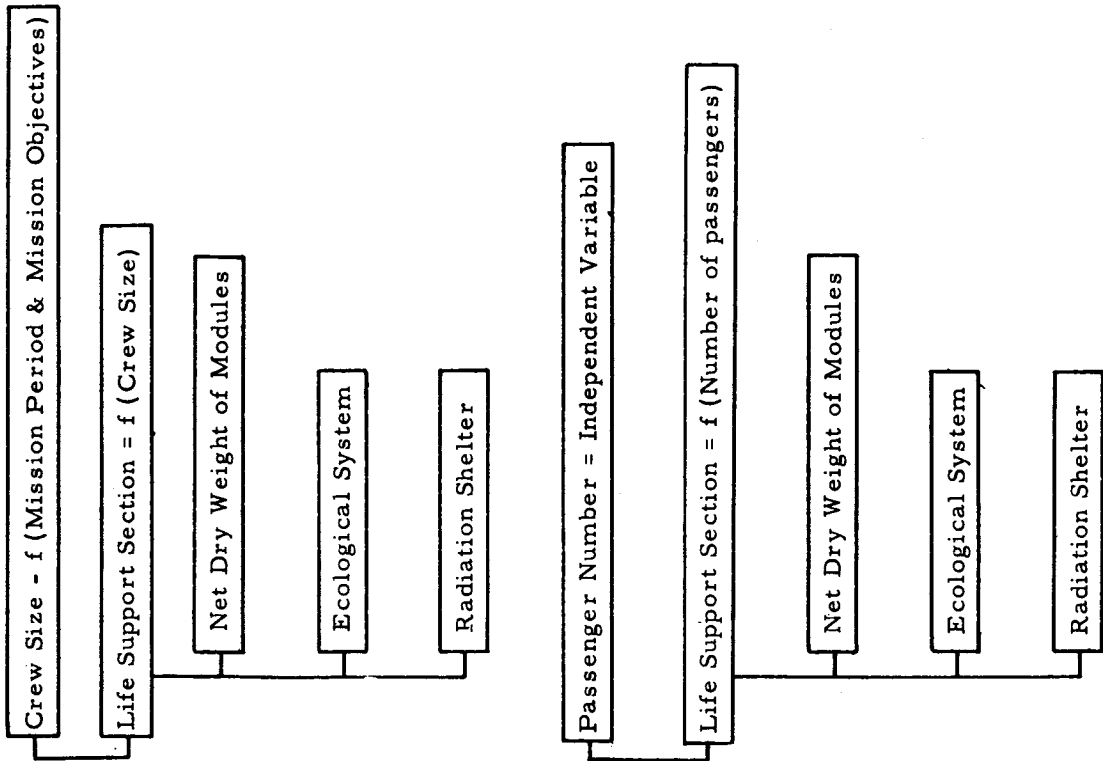 Crew Size - f (Mission Period & Mission Objectives)
Life Support Section = f (Crew Size)
Net Dry Weight of Modules
Ecological System
Radiation Shelter
Passenger Number = Independent Variable
Life Support Section = f (Number of passengers)
Net Dry Weight of Modules
Ecological System
Radiation Shelter